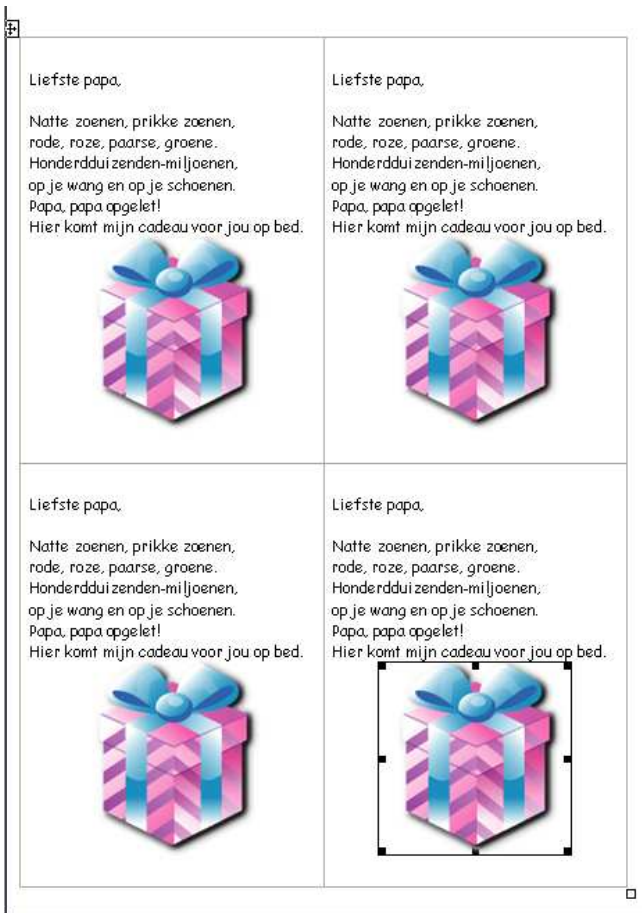 Liefste papa,
Natte zoenen, prikke zoenen,
rode, roze, paarse, groene.
Honderdduizenden-miljoenen,
op je wang en op je schoenen.
Papa, papa opgelet!
Hier komt mijn cadeau voor jou op bed.
Liefste papa,
Natte zoenen, prikke zoenen,
rode, roze, paarse, groene.
Honderdduizenden-miljoenen,
op je wang en op je schoenen.
Papa, papa opgelet!
Hier komt mijn cadeau voor jou op bed.
Liefste papa,
Natte zoenen, prikke zoenen,
rode, roze, paarse, groene.
Honderdduizenden-miljoenen,
op je wang en op je schoenen.
Papa, papa opgelet!
Hier komt mijn cadeau voor jou op bed.
Liefste papa,
Natte zoenen, prikke zoenen,
rode, roze, paarse, groene.
Honderdduizenden-miljoenen,
op je wang en op je schoenen.
Papa, papa opgelet!
Hier komt mijn cadeau voor jou op bed.